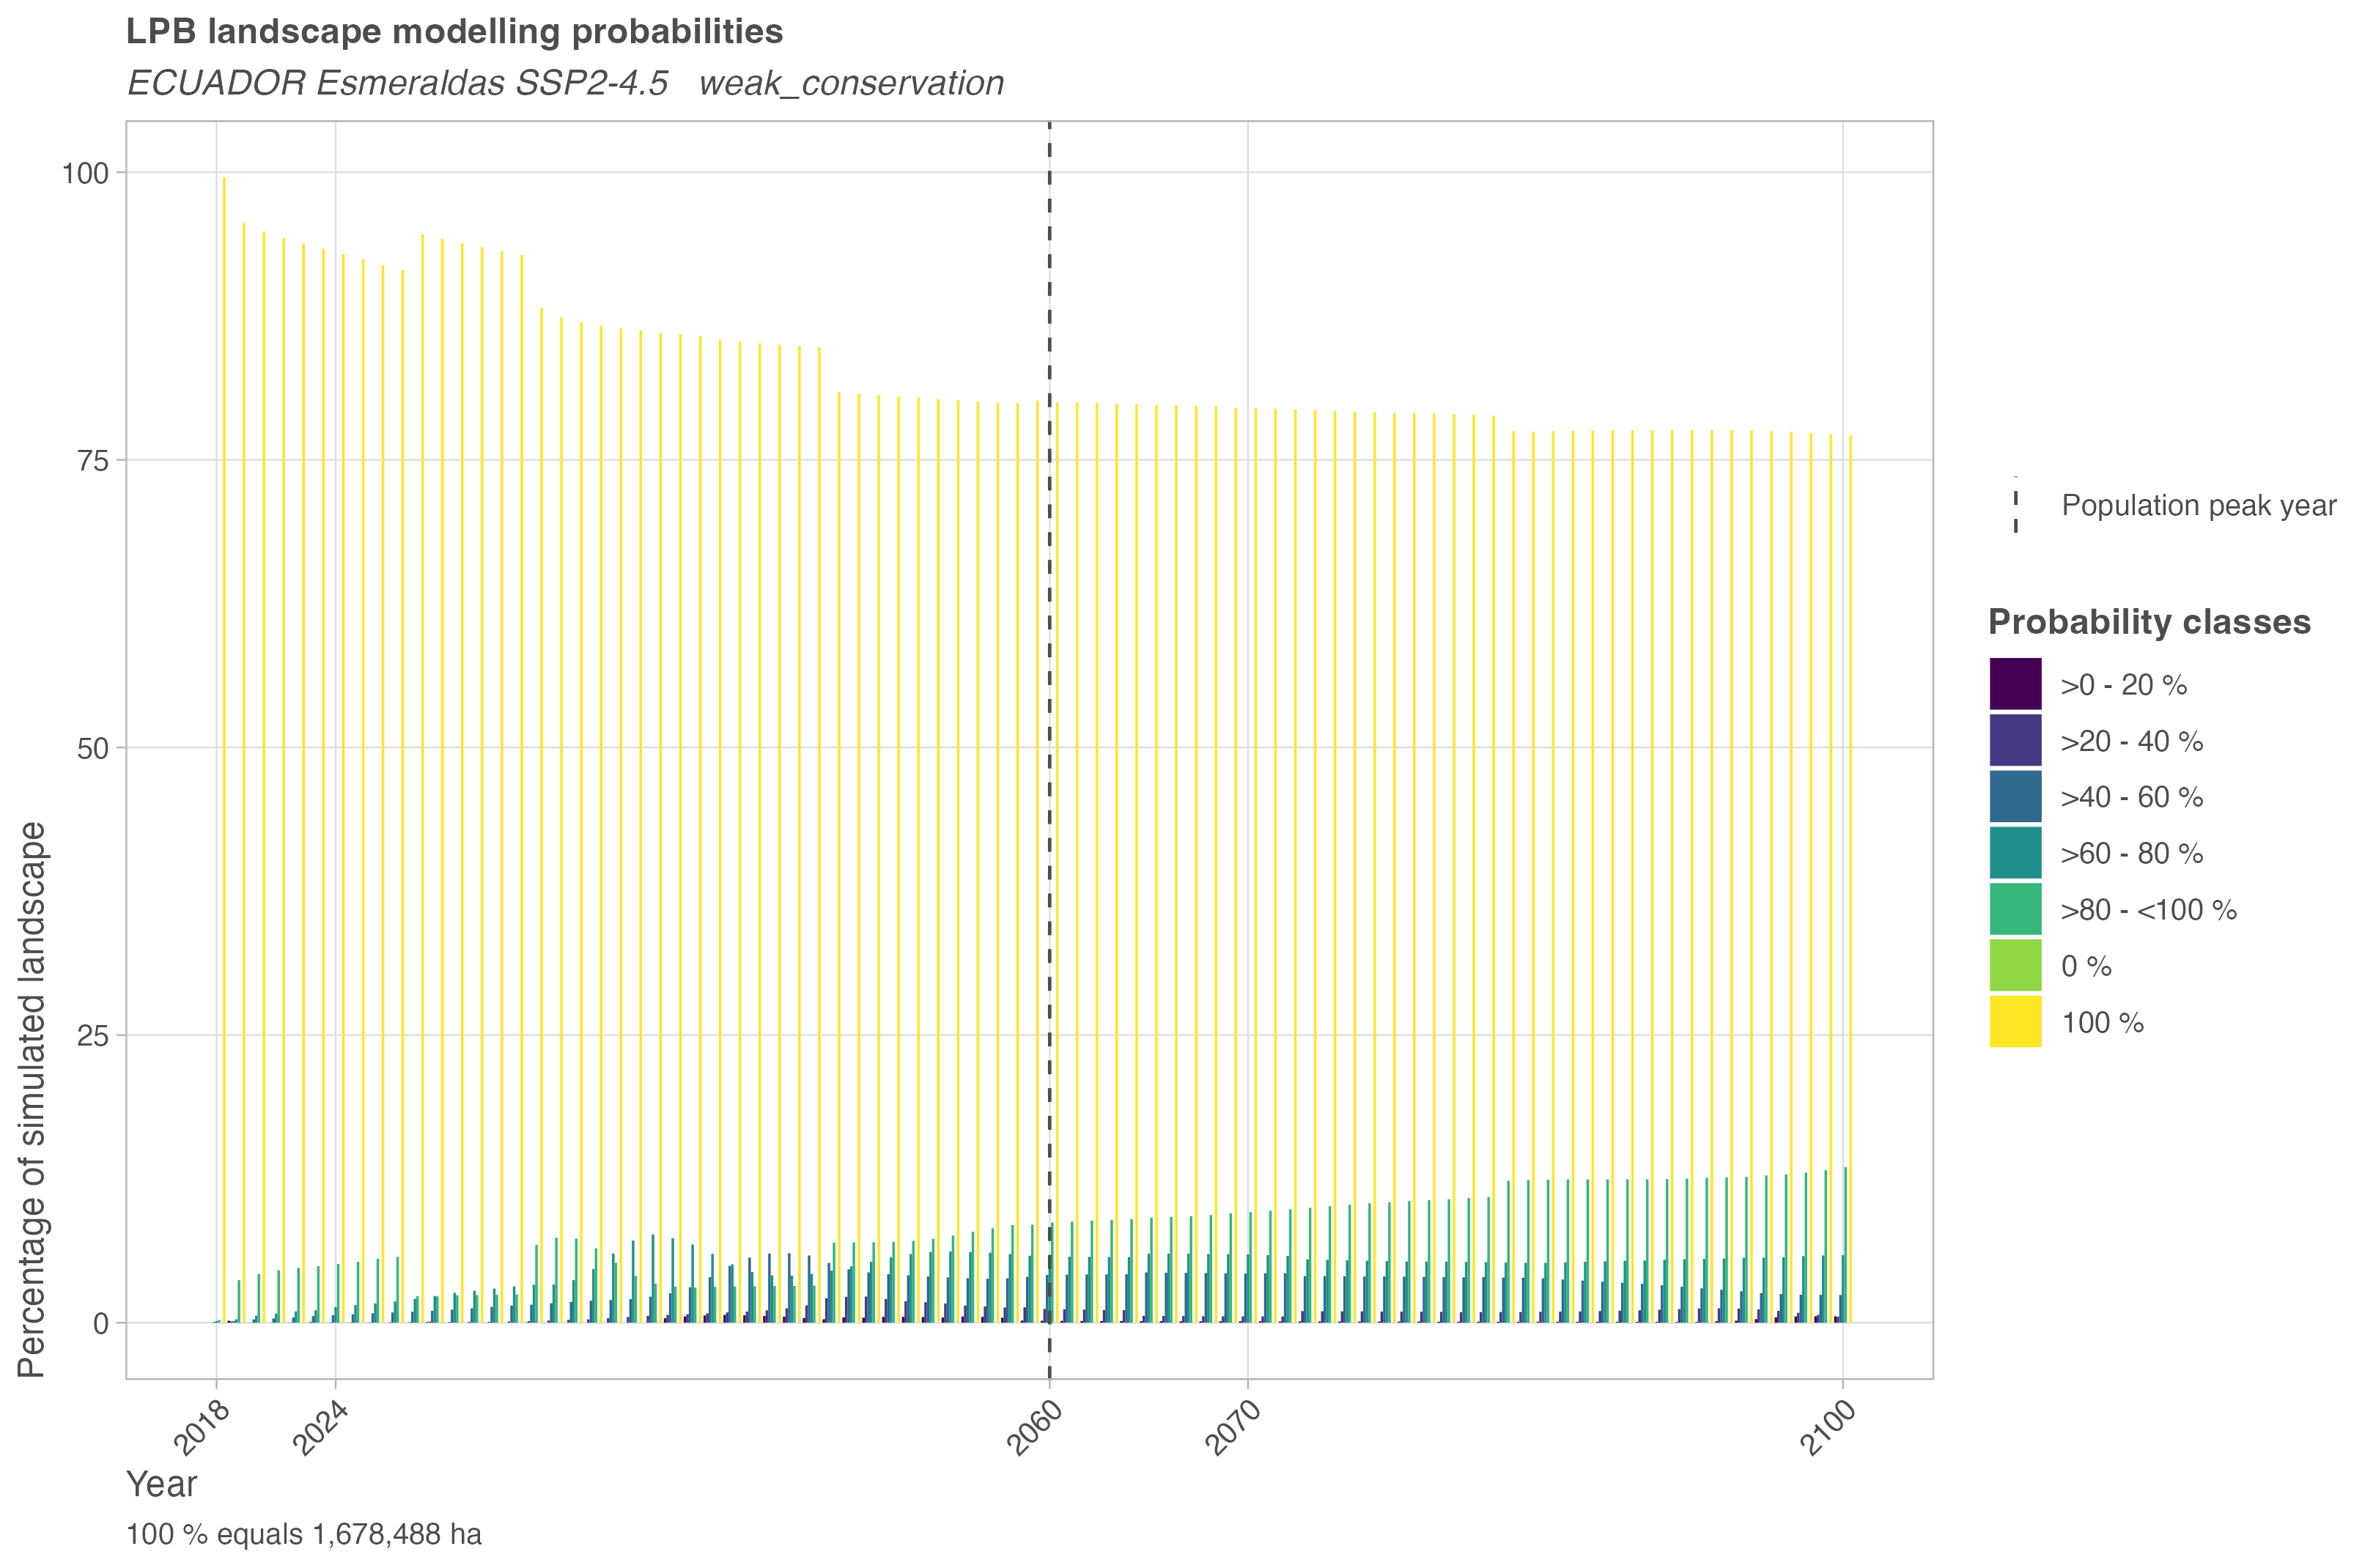 LPB landscape modelling probabilities
ECUADOR Esmeraldas SSP2-4.5 weak_conservation
Percentage of simulated landscape
100
75
50
25
0
2018
2024
2060
2070
2100
Year
100 % equals 1,678,488 ha
Population peak year
Probability classes
>0 - 20 %
>20 - 40 %
>40 - 60 %
>60 - 80 %
>80 - <100 %
0 %
100 %